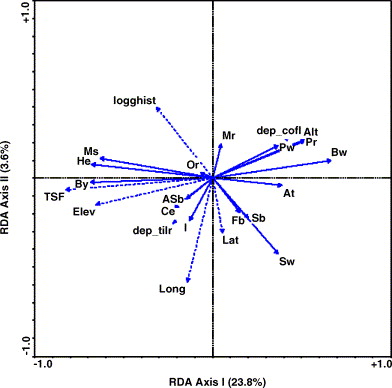 +1.0
logghist
Mr
dep_cofl Alt
Pw Pr
Bw
Ms
He
Or
By
TSF
Elev
ASb
Ce
dep_tilr
I
At
Fb Sb
Lat
Sw
Long
RDA Axis II (3.6%)
-1.0
-1.0
+1.0
RDA Axis I (23.8%)